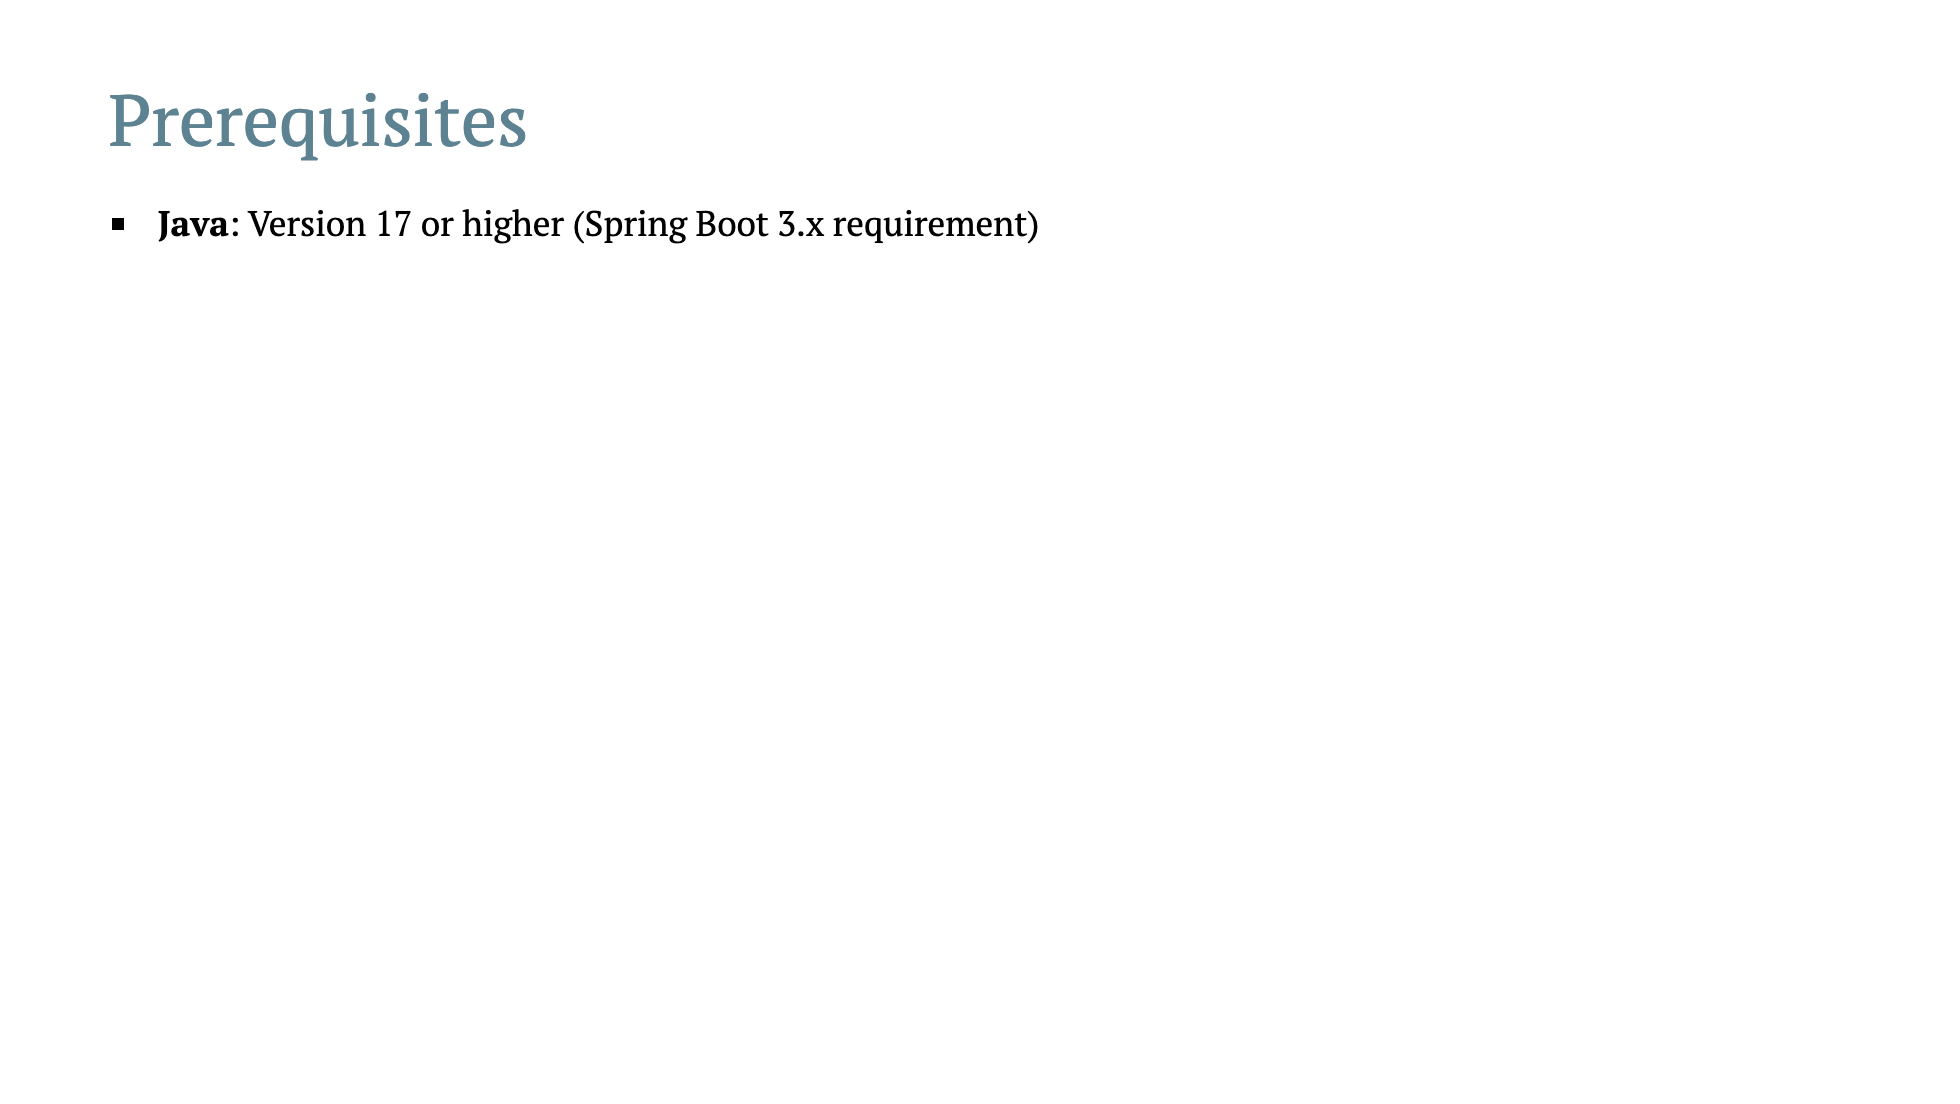 Prerequisites
▪ Java: Version 17 or higher (Spring Boot 3.x requirement)